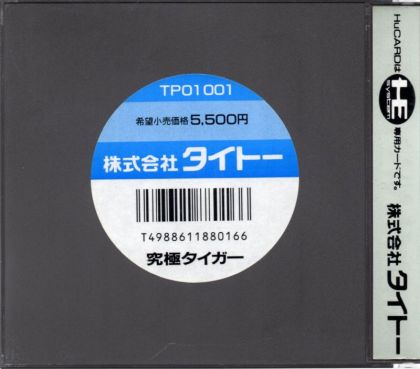 TP01001
希望小売価格 5,500円
株式会社 タイトー
T4988611880166
究極タイガー
HuCARDは HE system 専用カードです。
株式会社 タイトー